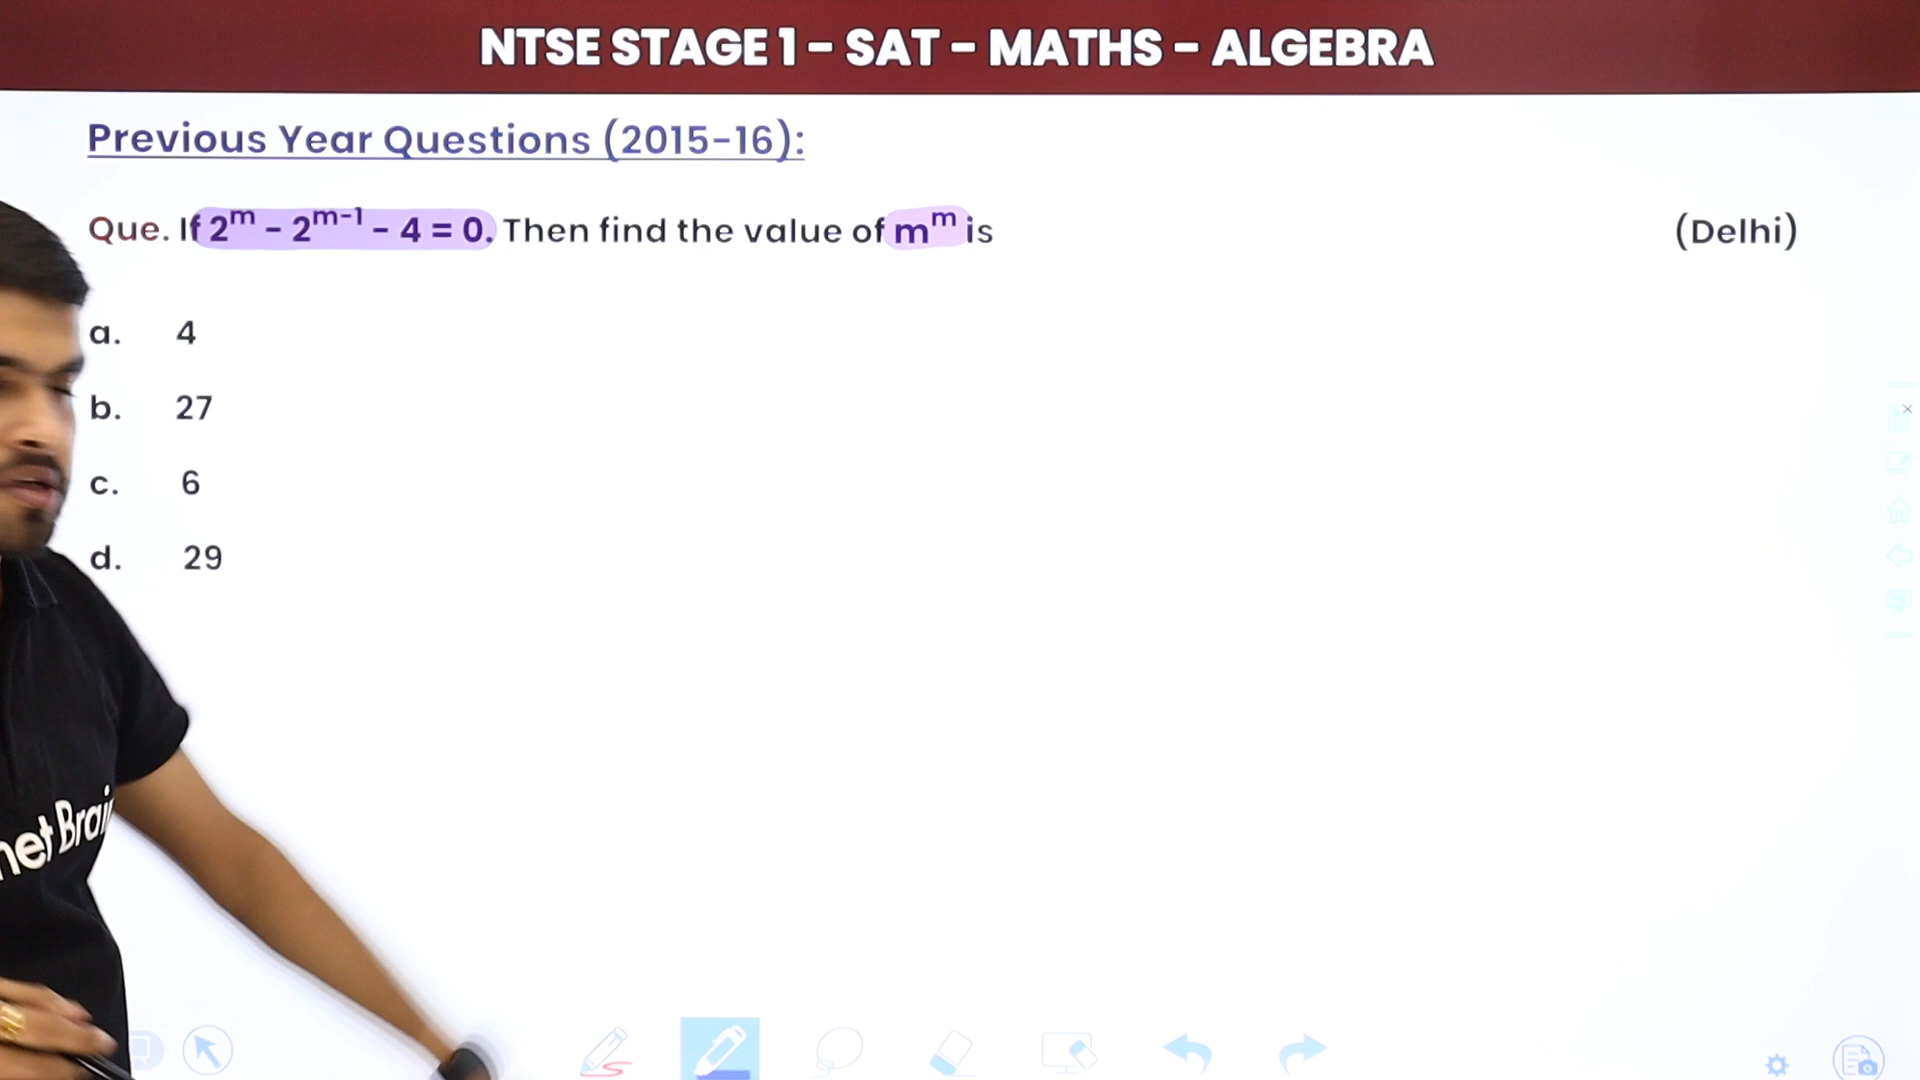 NTSE STAGE 1 – SAT – MATHS – ALGEBRA
Previous Year Questions (2015-16):
Que. If 2^m - 2^{m-1} - 4 = 0. Then find the value of m^m is (Delhi)
a. 4
b. 27
c. 6
d. 29
net Brai